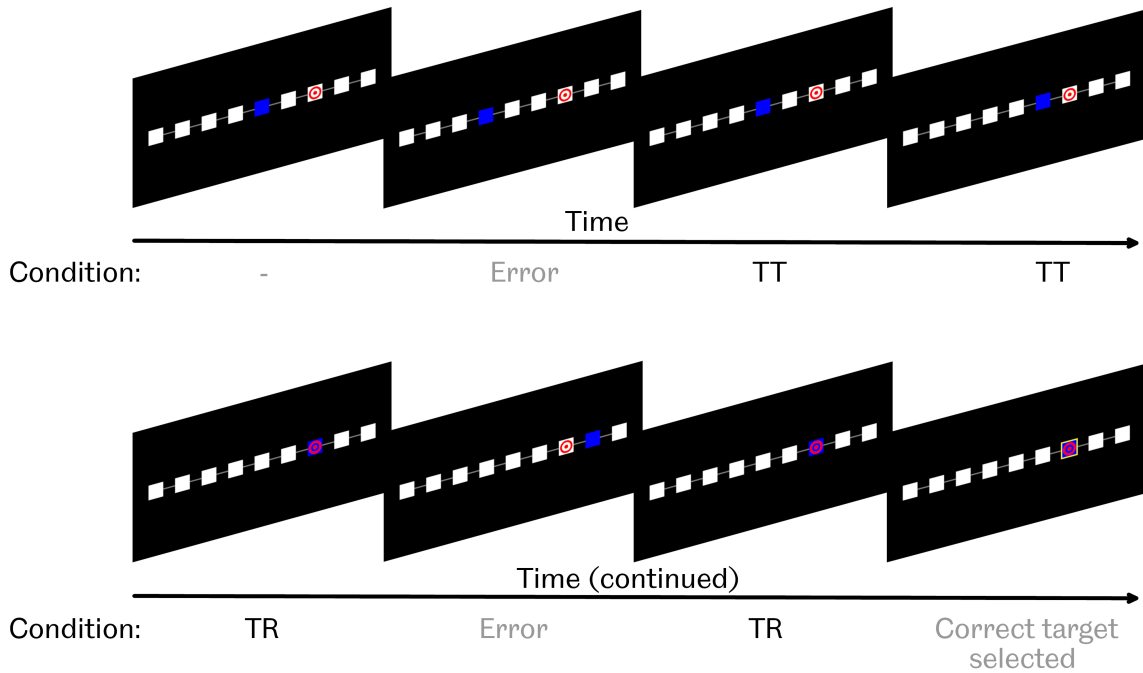 Time
Condition: - Error TT TT
Time (continued)
Condition: TR Error TR Correct target
selected